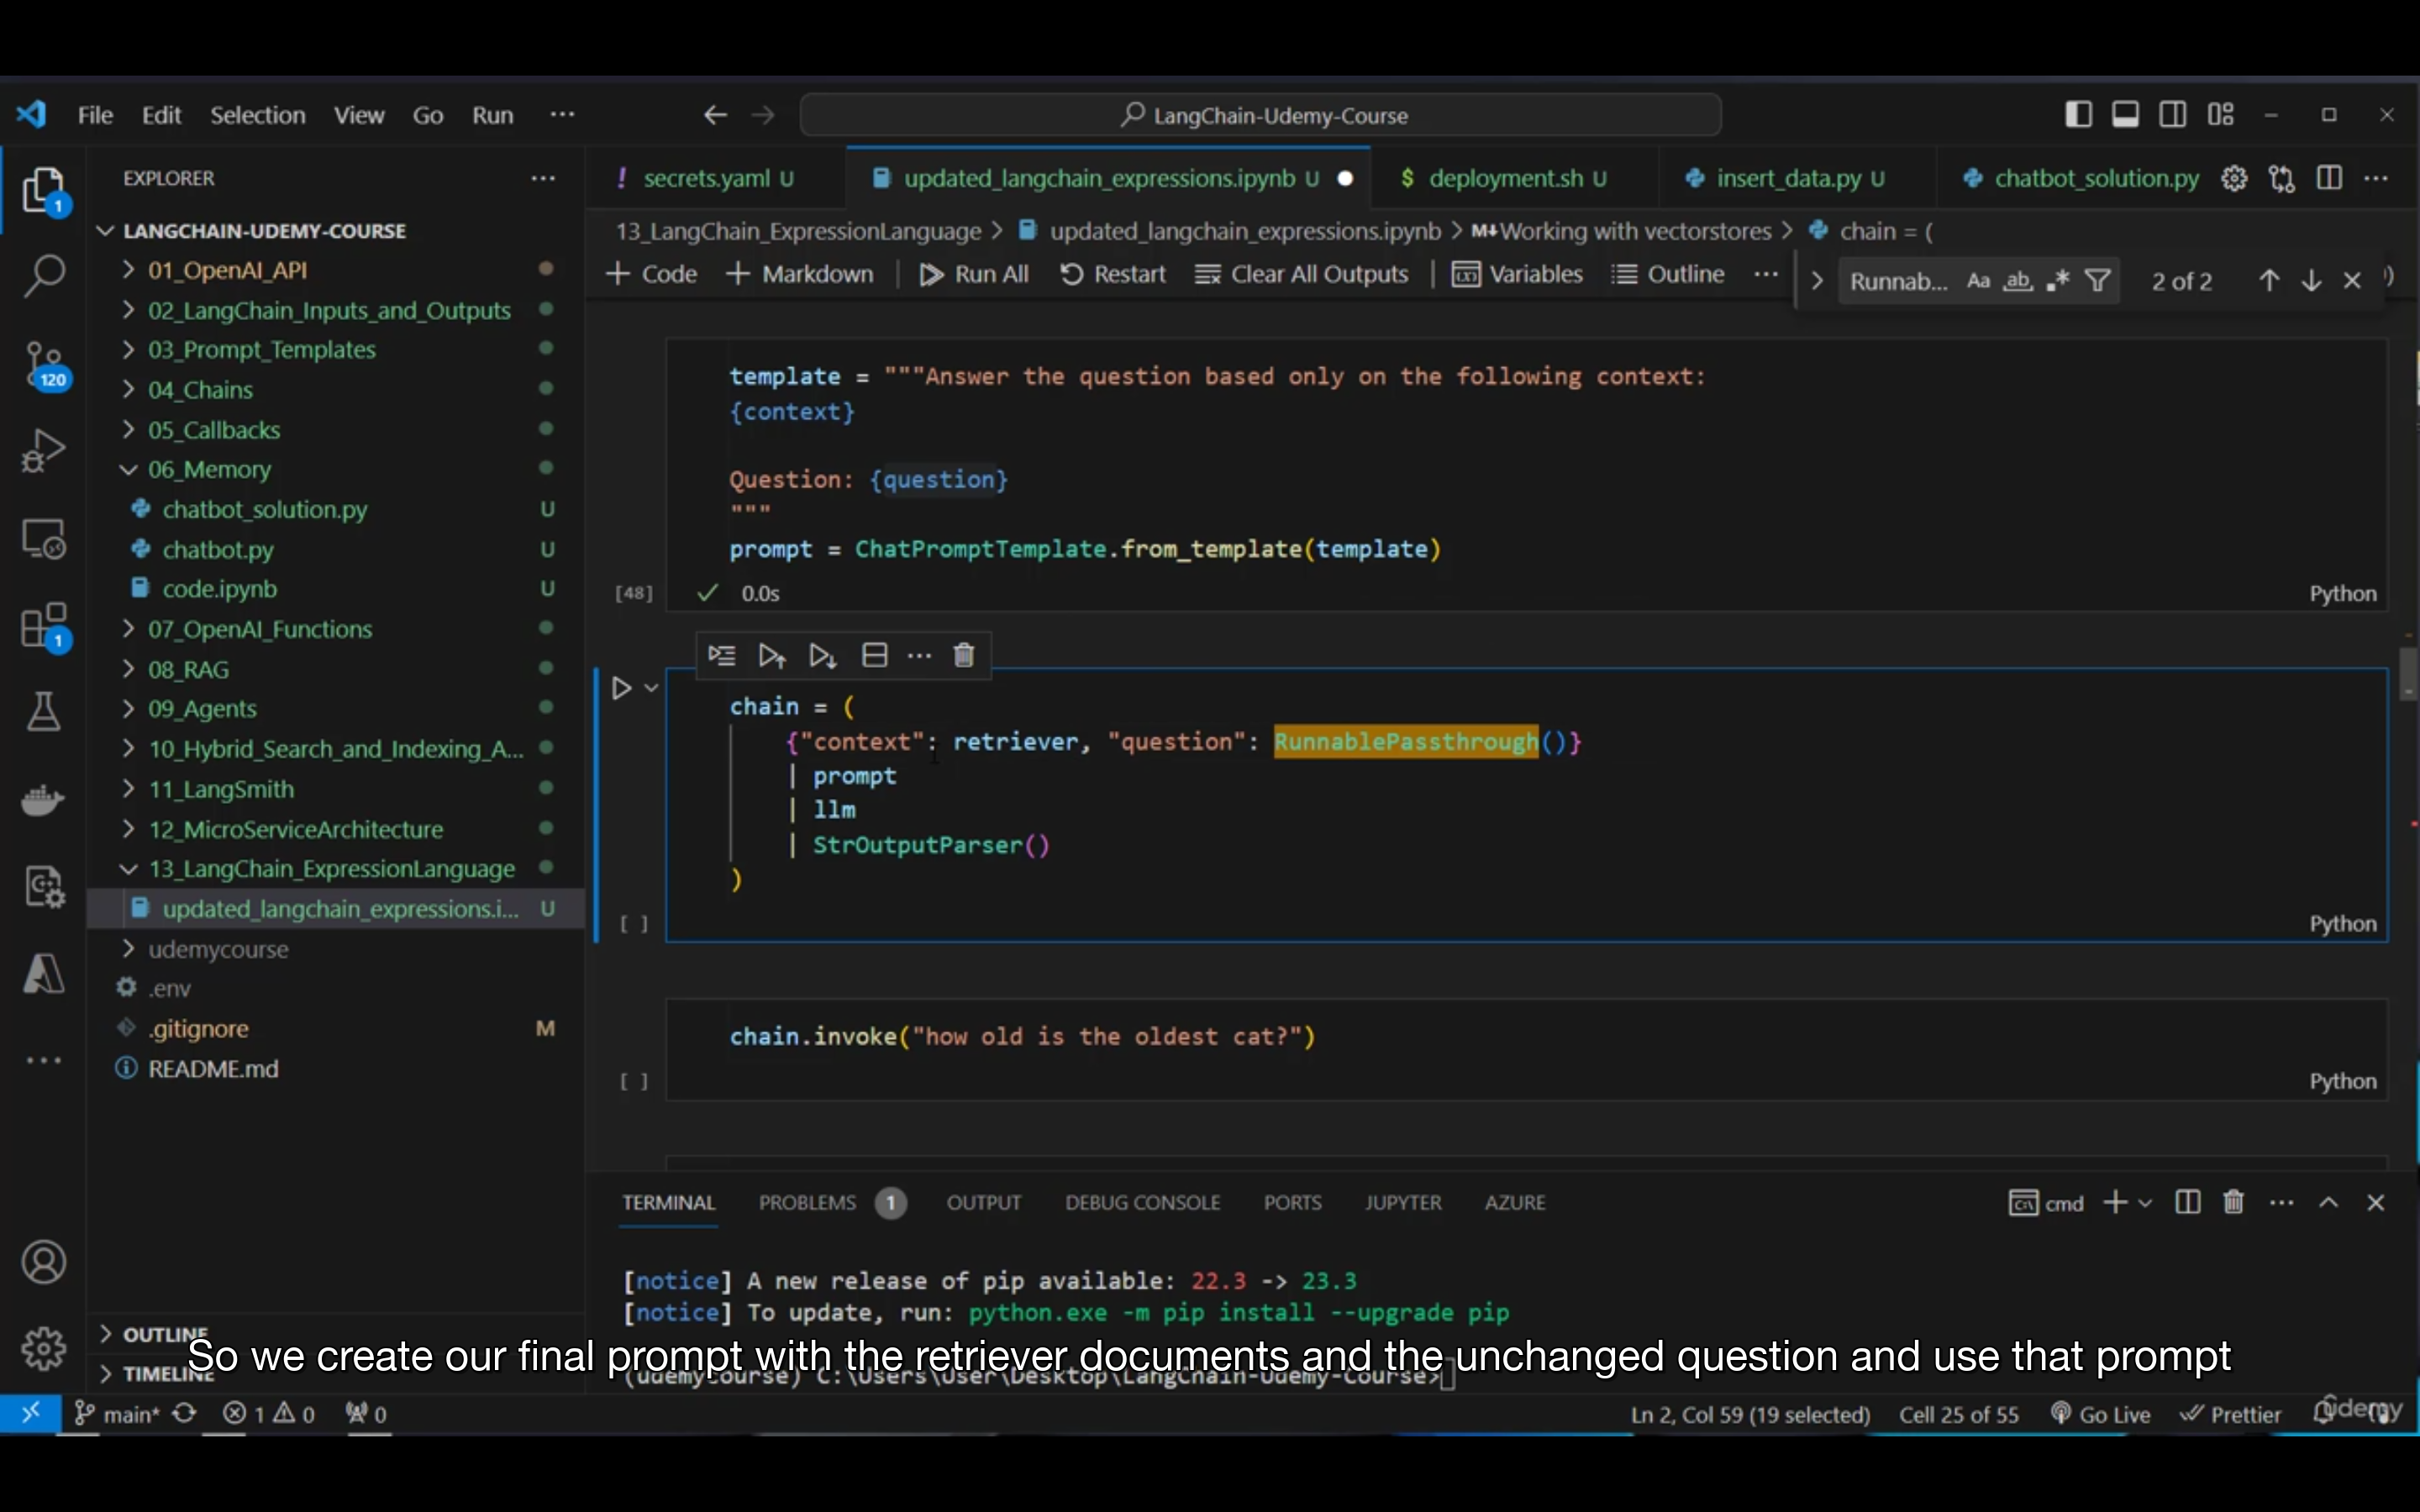 File Edit Selection View Go Run ··· LangChain-Udemy-Course
EXPLORER ···
LANGCHAIN-UDEMY-COURSE
01_OpenAI_API
02_LangChain_Inputs_and_Outputs
03_Prompt_Templates
04_Chains
05_Callbacks
06_Memory
chatbot_solution.py U
chatbot.py U
code.ipynb U
07_OpenAI_Functions
08_RAG
09_Agents
10_Hybrid_Search_and_Indexing_A...
11_LangSmith
12_MicroServiceArchitecture
13_LangChain_ExpressionLanguage
updated_langchain_expressions.i... U
udemycourse
.env
.gitignore M
README.md
OUTLINE
TIMELINE
1
120
1
! secrets.yaml U updated_langchain_expressions.ipynb U $ deployment.sh U insert_data.py U chatbot_solution.py ···
13_LangChain_ExpressionLanguage > updated_langchain_expressions.ipynb > M↓Working with vectorstores > chain = (
+ Code + Markdown | Run All Restart Clear All Outputs | Variables Outline ···
Runnab... Aa ab .* 2 of 2
template = """Answer the question based only on the following context:
{context}
Question: {question}
"""
prompt = ChatPromptTemplate.from_template(template)
[48] ✓ 0.0s Python
chain = (
{"context": retriever, "question": RunnablePassthrough()}
| prompt
| llm
| StrOutputParser()
)
[ ] Python
chain.invoke("how old is the oldest cat?")
[ ] Python
TERMINAL PROBLEMS 1 OUTPUT DEBUG CONSOLE PORTS JUPYTER AZURE cmd
[notice] A new release of pip available: 22.3 -> 23.3
[notice] To update, run: python.exe -m pip install --upgrade pip
So we create our final prompt with the retriever documents and the unchanged question and use that prompt
(udemycourse) C:\Users\User\Desktop\LangChain-Udemy-Course>
main* 1 0 0 Ln 2, Col 59 (19 selected) Cell 25 of 55 Go Live Prettier
udemy